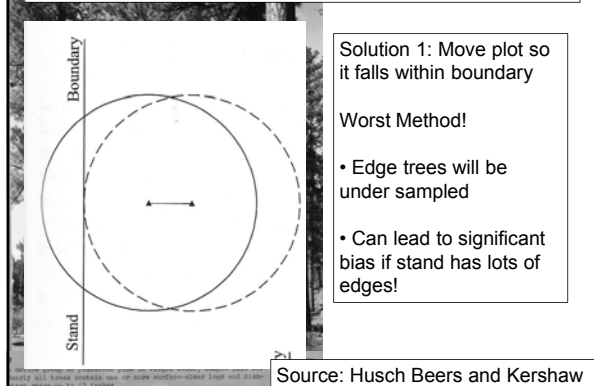 Boundary
Stand
Solution 1: Move plot so
it falls within boundary
Worst Method!
• Edge trees will be
under sampled
• Can lead to significant
bias if stand has lots of
edges!
Source: Husch Beers and Kershaw